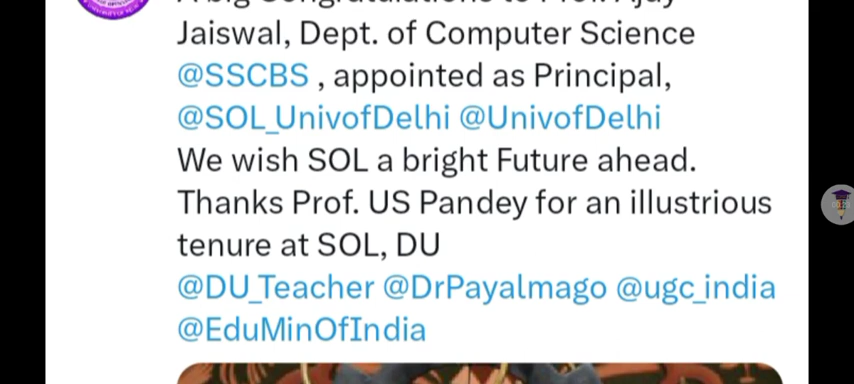 Jaiswal, Dept. of Computer Science
@SSCBS , appointed as Principal,
@SOL_UnivofDelhi @UnivofDelhi
We wish SOL a bright Future ahead.
Thanks Prof. US Pandey for an illustrious
tenure at SOL, DU
@DU_Teacher @DrPayalmago @ugc_india
@EduMinOfIndia